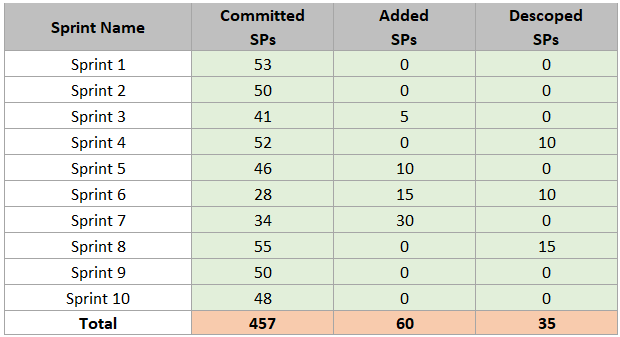 Sprint Name Committed SPs Added SPs Descoped SPs
Sprint 1 53 0 0
Sprint 2 50 0 0
Sprint 3 41 5 0
Sprint 4 52 0 10
Sprint 5 46 10 0
Sprint 6 28 15 10
Sprint 7 34 30 0
Sprint 8 55 0 15
Sprint 9 50 0 0
Sprint 10 48 0 0
Total 457 60 35